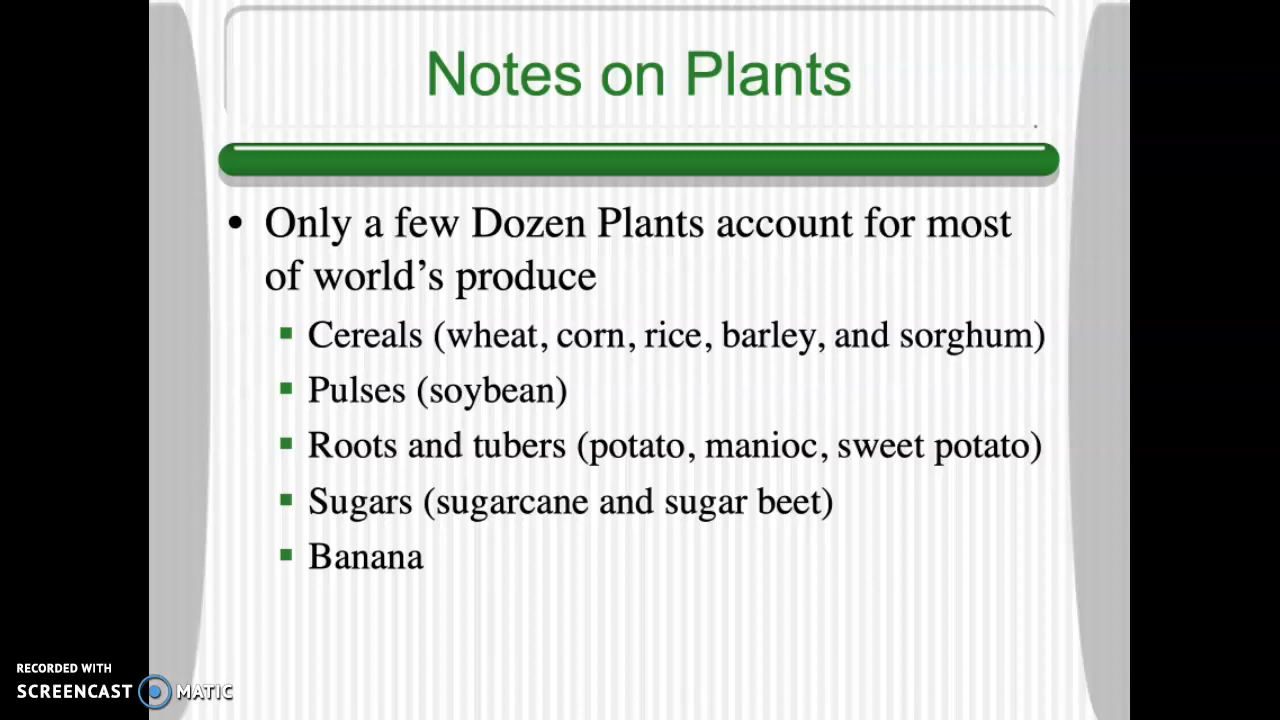 Notes on Plants
• Only a few Dozen Plants account for most
of world's produce
▪ Cereals (wheat, corn, rice, barley, and sorghum)
▪ Pulses (soybean)
▪ Roots and tubers (potato, manioc, sweet potato)
▪ Sugars (sugarcane and sugar beet)
▪ Banana
RECORDED WITH
SCREENCAST MATIC